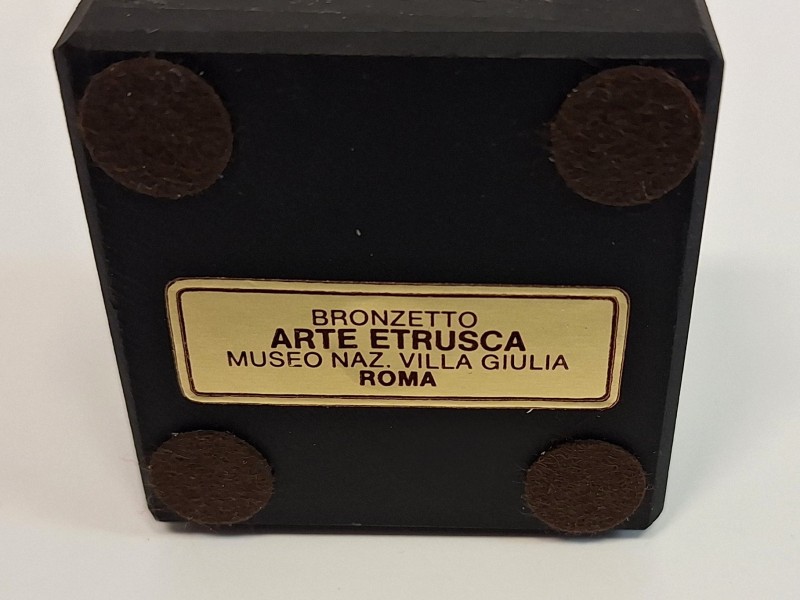 BRONZETTO
ARTE ETRUSCA
MUSEO NAZ. VILLA GIULIA
ROMA